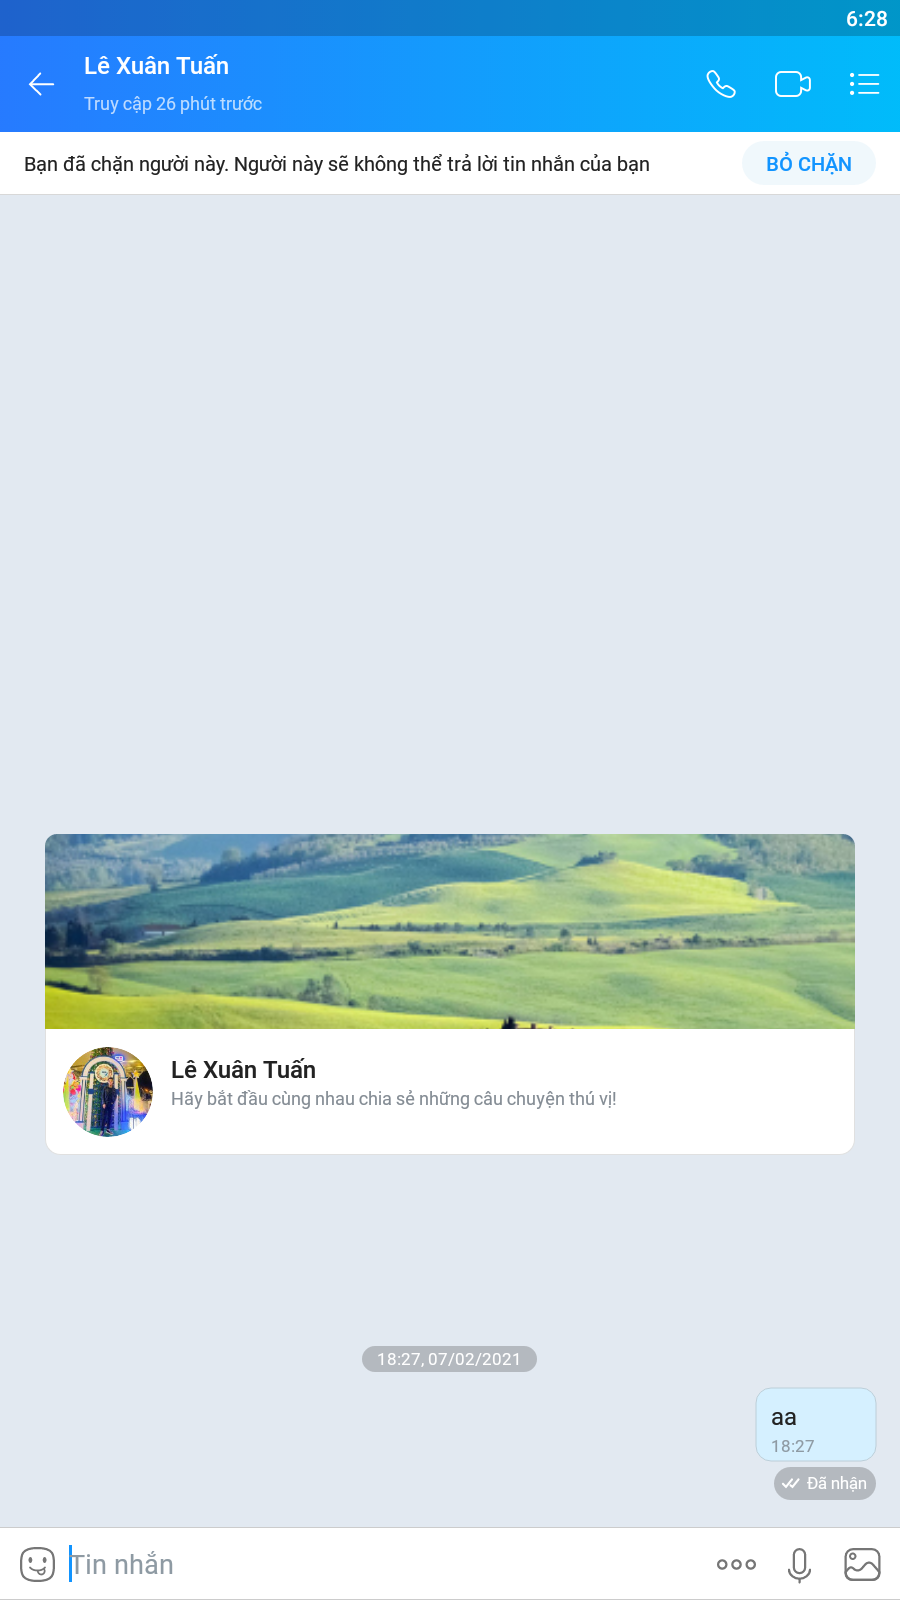 6:28
Lê Xuân Tuấn
Truy cập 26 phút trước
Bạn đã chặn người này. Người này sẽ không thể trả lời tin nhắn của bạn
BỎ CHẶN
Lê Xuân Tuấn
Hãy bắt đầu cùng nhau chia sẻ những câu chuyện thú vị!
18:27, 07/02/2021
aa
18:27
Đã nhận
Tin nhắn